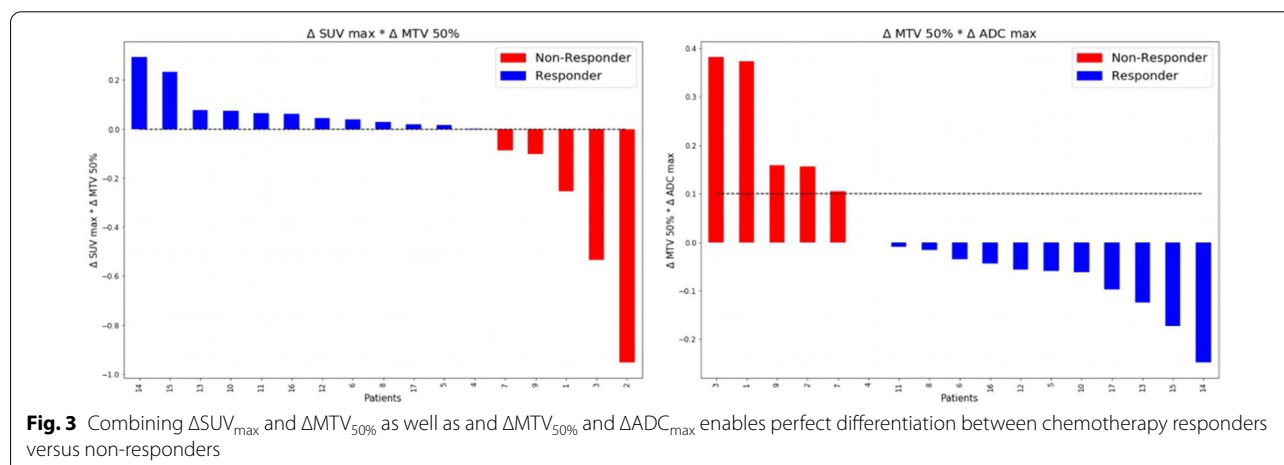 Δ SUV max * Δ MTV 50%
Non-Responder
Responder
Δ SUV max * Δ MTV 50%
0.2
0.0
−0.2
−0.4
−0.6
−0.8
−1.0
14 15 13 10 11 16 12 6 8 17 5 4 7 9 1 3 2
Patients
Δ MTV 50% * Δ ADC max
Non-Responder
Responder
Δ MTV 50% * Δ ADC max
0.4
0.3
0.2
0.1
0.0
−0.1
−0.2
3 1 9 2 7 4 11 8 6 16 12 5 10 17 13 15 14
Patients
Fig. 3 Combining ΔSUVmax and ΔMTV50% as well as and ΔMTV50% and ΔADCmax enables perfect differentiation between chemotherapy responders
versus non-responders